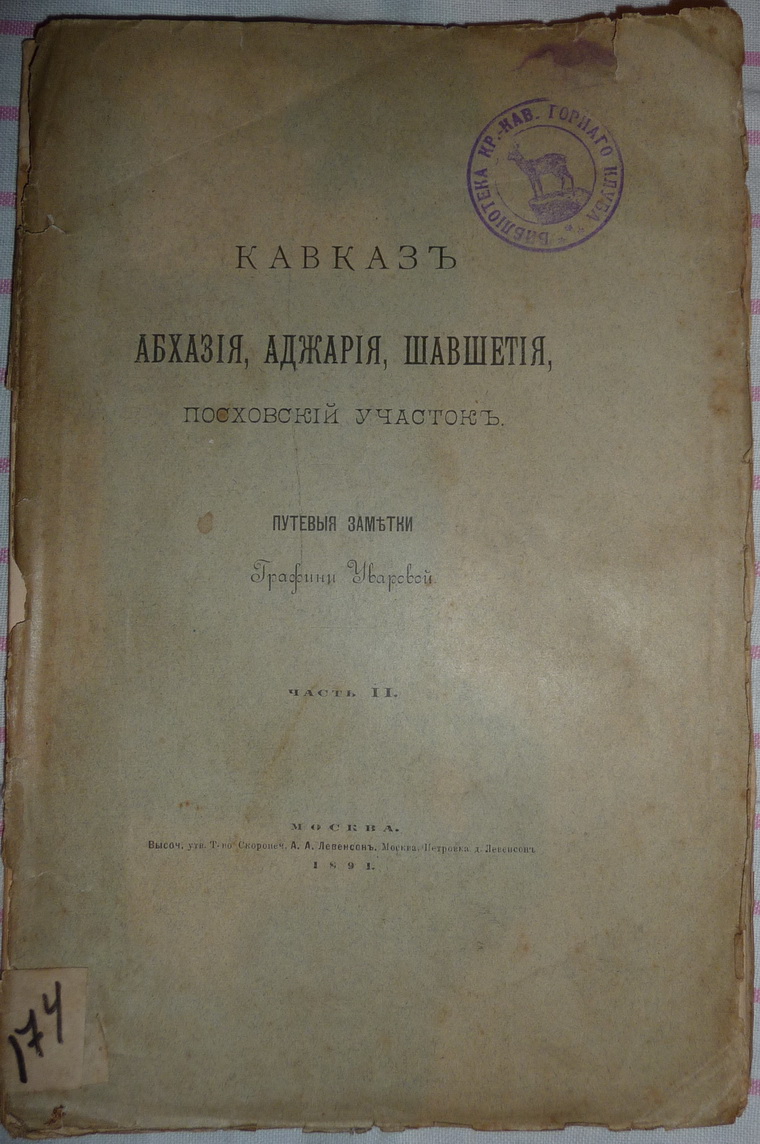 БИБЛІОТЕКА КР.-КАВ. ГОРНАГО КЛУБА
КАВКАЗЪ
АБХАЗІЯ, АДЖАРІЯ, ШАВШЕТІЯ,
ПОСХОВСКІЙ УЧАСТОКЪ.
ПУТЕВЫЯ ЗАМѢТКИ
Графини Уваровой
ЧАСТЬ II.
МОСКВА.
Высоч. утв. Т-во Скоропеч. А. А. Левенсонъ. Москва. Петровка д. Левенсонъ
1891.
174